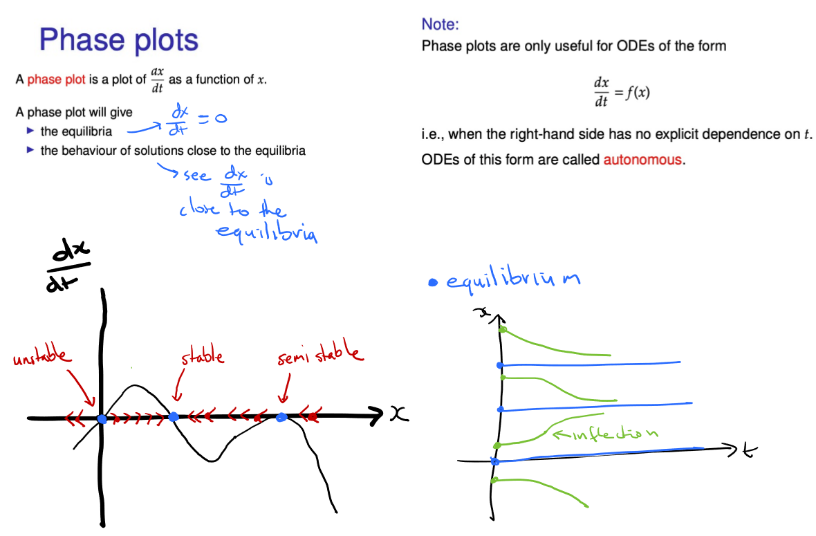 Phase plots
A phase plot is a plot of dx/dt as a function of x.
A phase plot will give
▶ the equilibria
dx/dt = 0
▶ the behaviour of solutions close to the equilibria
see dx/dt is
close to the
equilibria
Note:
Phase plots are only useful for ODEs of the form
dx/dt = f(x)
i.e., when the right-hand side has no explicit dependence on t.
ODEs of this form are called autonomous.
dx/dt
unstable
stable
semi stable
x
• equilibrium
x
inflection
t